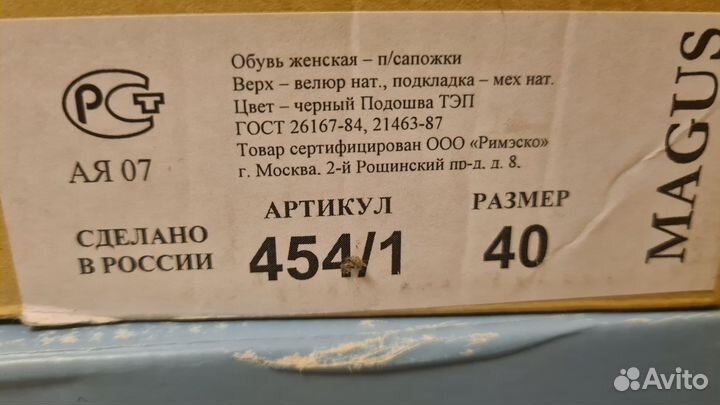 Обувь женская – п/сапожки
Верх – велюр нат., подкладка – мех нат.
Цвет – черный Подошва ТЭП
ГОСТ 26167-84, 21463-87
Товар сертифицирован ООО «Римэско»
г. Москва, 2-й Рощинский пр-д, д. 8,
РСТ
АЯ 07
СДЕЛАНО
В РОССИИ
АРТИКУЛ
454/1
РАЗМЕР
40
MAGUS
Avito